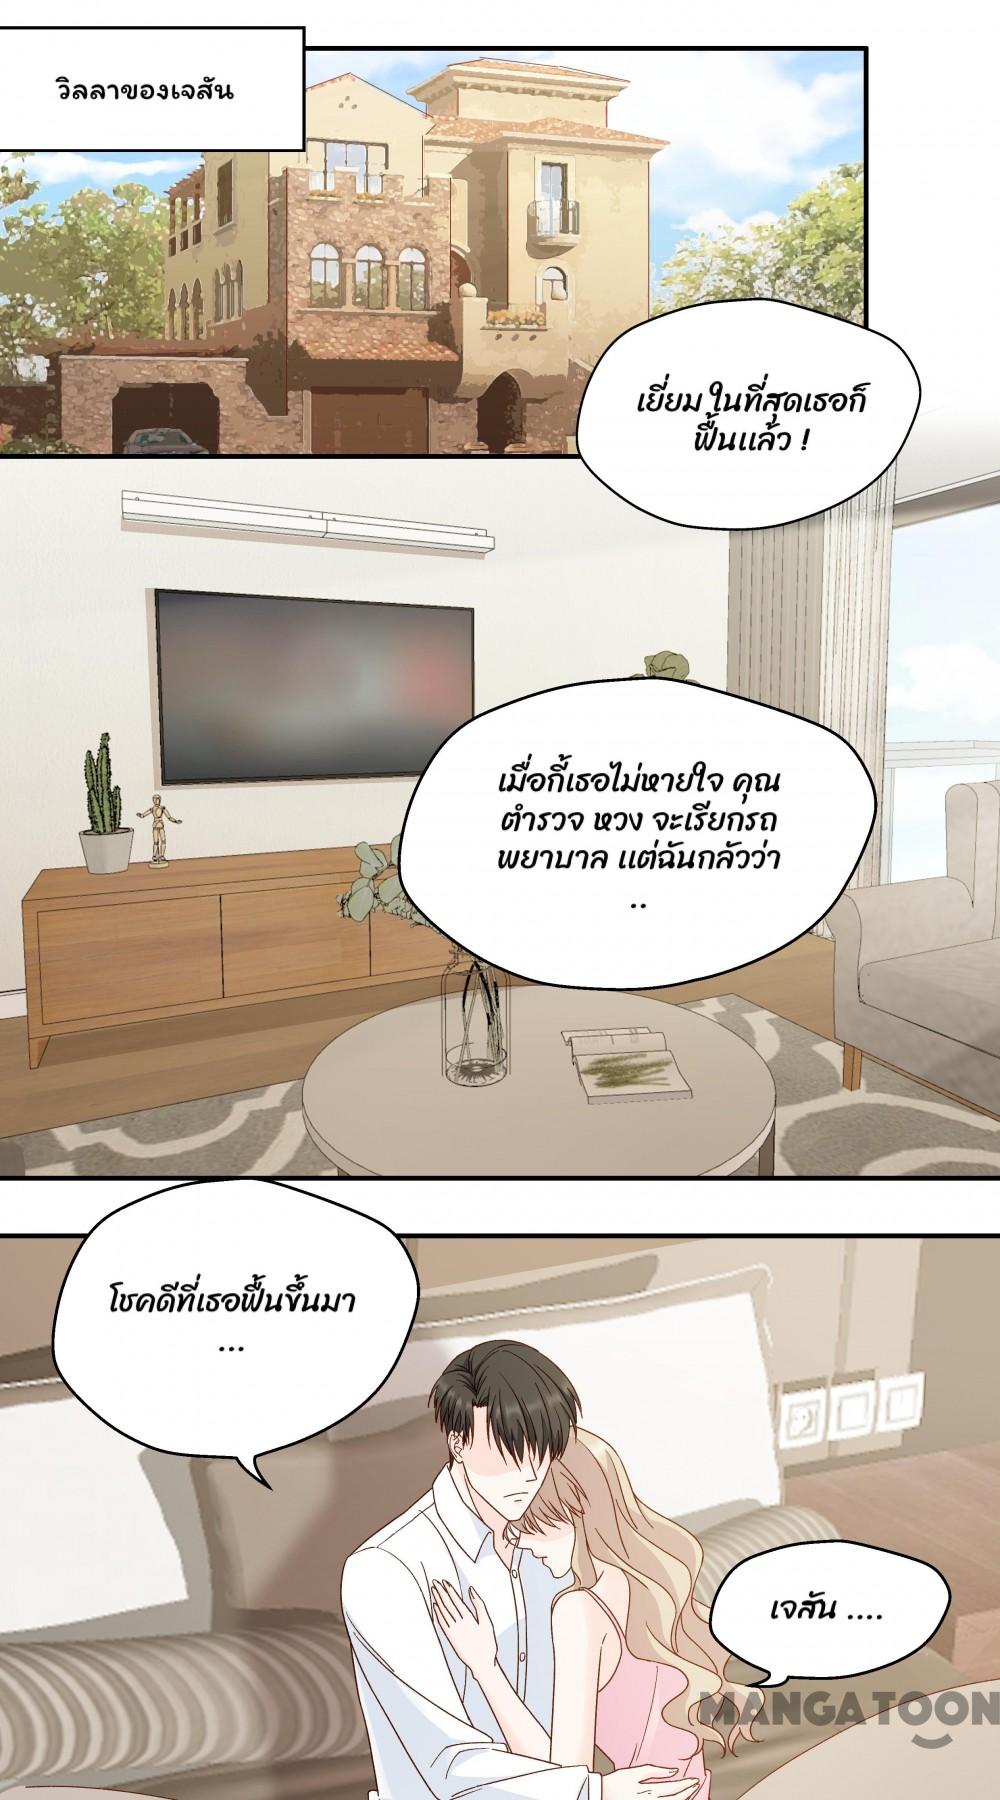 วิลลาของเจสัน
เยี่ยม ในที่สุดเธอก็
ฟื้นแล้ว !
เมื่อกี้เธอไม่หายใจ คุณ
ตำรวจ หวง จะเรียกรถ
พยาบาล แต่ฉันกลัวว่า
..
โชคดีที่เธอฟื้นขึ้นมา
...
เจสัน ....
MANGATOON